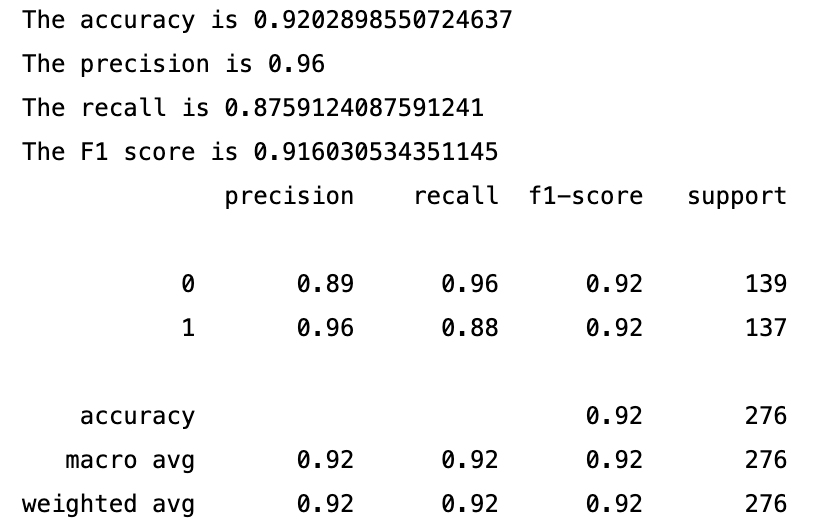 The accuracy is 0.9202898550724637
The precision is 0.96
The recall is 0.8759124087591241
The F1 score is 0.916030534351145
precision recall f1-score support
0 0.89 0.96 0.92 139
1 0.96 0.88 0.92 137
accuracy 0.92 276
macro avg 0.92 0.92 0.92 276
weighted avg 0.92 0.92 0.92 276